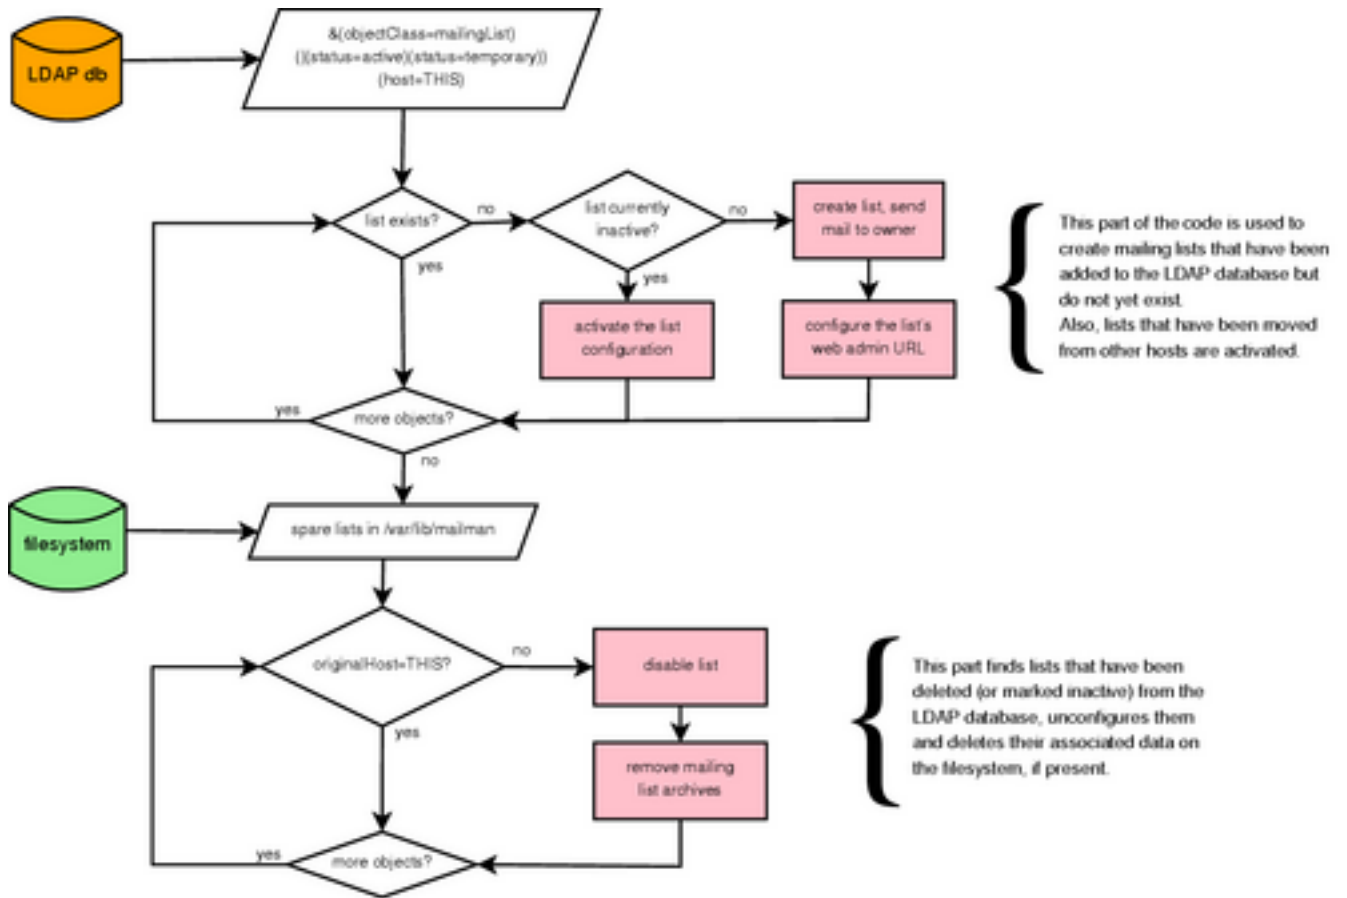 LDAP db
&(objectClass=mailingList)
(|(status=active)(status=temporary))
(host=THIS)
list exists?
no
list currently
inactive?
no
create list, send
mail to owner
yes
yes
activate the list
configuration
configure the list's
web admin URL
This part of the code is used to
create mailing lists that have been
added to the LDAP database but
do not yet exist.
Also, lists that have been moved
from other hosts are activated.
yes
more objects?
no
filesystem
spare lists in /var/lib/mailman
originalHost=THIS?
no
disable list
yes
remove mailing
list archives
This part finds lists that have been
deleted (or marked inactive) from the
LDAP database, unconfigures them
and deletes their associated data on
the filesystem, if present.
yes
more objects?